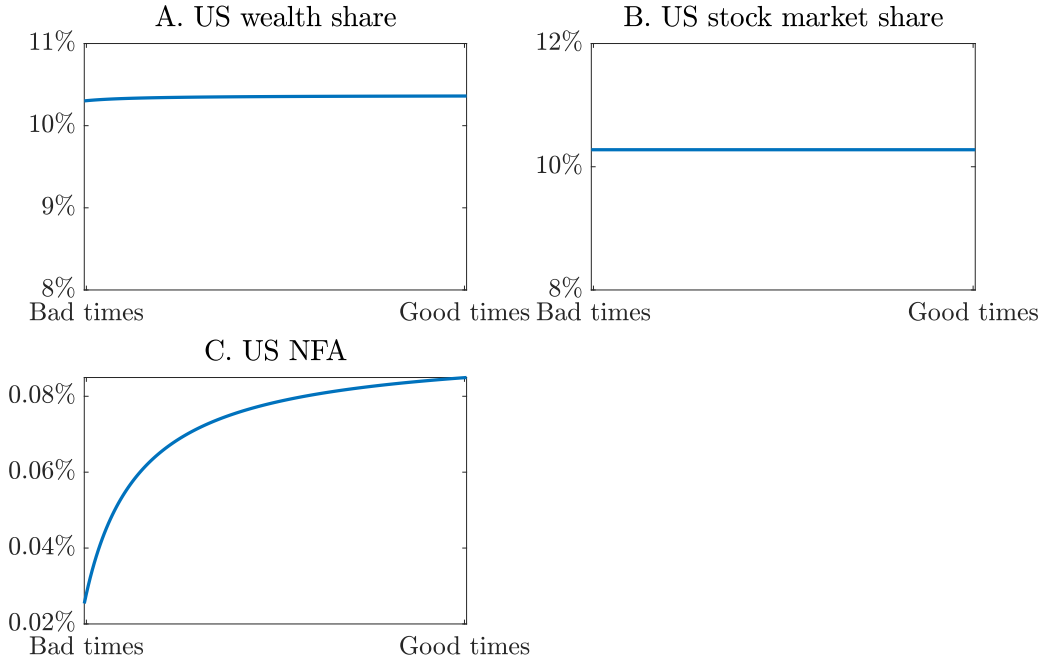 A. US wealth share
11%
10%
9%
8%
Bad times
Good times
B. US stock market share
12%
10%
8%
Bad times
Good times
C. US NFA
0.08%
0.06%
0.04%
0.02%
Bad times
Good times